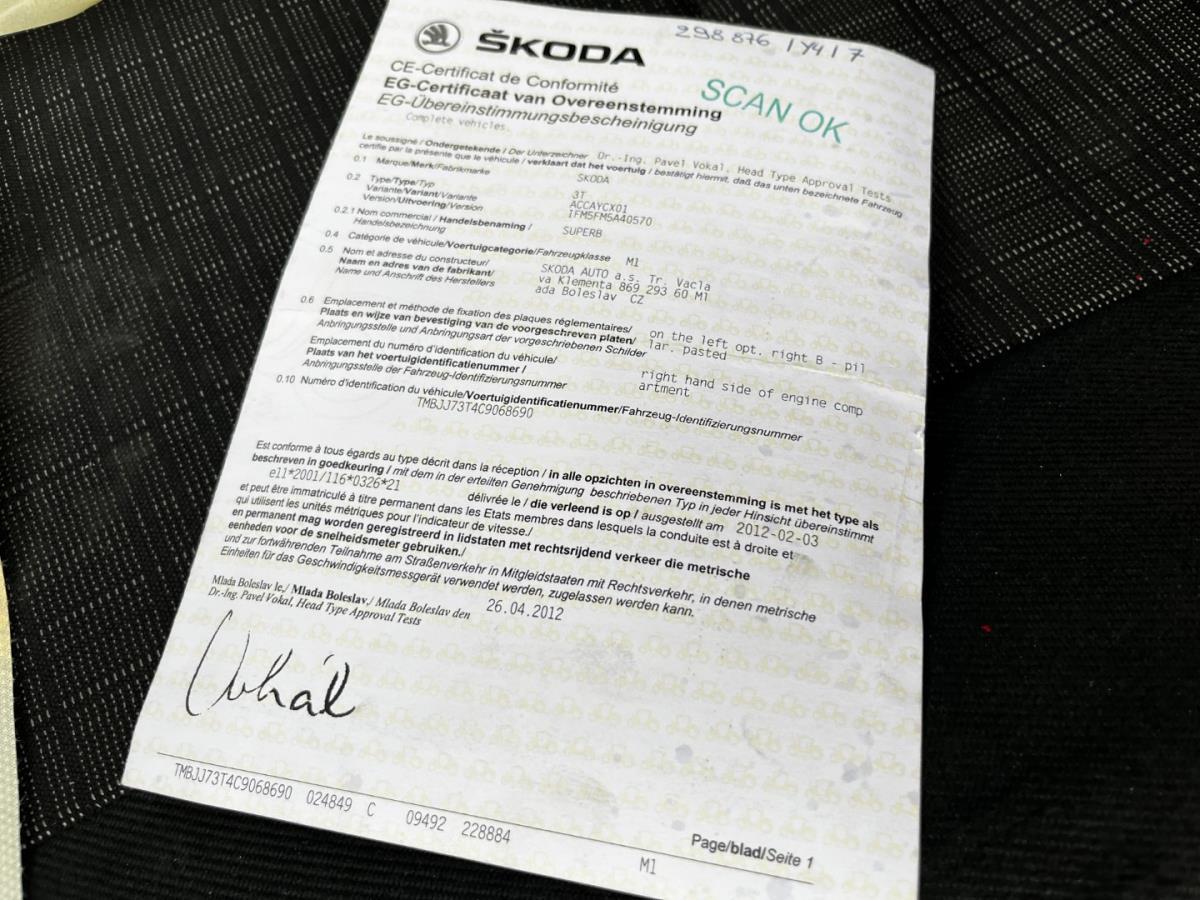 298876 / Y4 / 7
ŠKODA
SCAN OK
CE-Certificat de Conformité
EG-Certificaat van Overeenstemming
EG-Übereinstimmungsbescheinigung
Complete vehicles.
Le soussigné / Ondergetekende / Der Unterzeichner Dr.-Ing. Pavel Vokal, Head Type Approval Tests
certifie par la présente que le véhicule / verklaart dat het voertuig / bestätigt hiermit, daß das unten bezeichnete Fahrzeug
0.1 Marque/Merk/Fabrikmarke SKODA
0.2 Type/Type/Typ 3T
Variante/Variant/Variante ACCAYCX01
Version/Uitvoering/Version IFM5FM5A40570
0.2.1 Nom commercial / Handelsbenaming / SUPERB
Handelsbezeichnung
0.4 Catégorie de véhicule/Voertuigcategorie/Fahrzeugklasse M1
0.5 Nom et adresse du constructeur/ SKODA AUTO a.s. Tr. Vacla
Naam en adres van de fabrikant/ va Klementa 869 293 60 Ml
Name und Anschrift des Herstellers ada Boleslav CZ
0.6 Emplacement et méthode de fixation des plaques réglementaires/ on the left opt. right B - pil
Plaats en wijze van bevestiging van de voorgeschreven platen/ lar. pasted
Anbringungsstelle und Anbringungsart der vorgeschriebenen Schilder
Emplacement du numéro d'identification du véhicule/ right hand side of engine comp
Plaats van het voertuigidentificatienummer / artment
Anbringungsstelle der Fahrzeug-Identifizierungsnummer
0.10 Numéro d'identification du véhicule/Voertuigidentificatienummer/Fahrzeug-Identifizierungsnummer
TMBJJ73T4C9068690
Est conforme à tous égards au type décrit dans la réception / in alle opzichten in overeenstemming is met het type als
beschreven in goedkeuring / mit dem in der erteilten Genehmigung beschriebenen Typ in jeder Hinsicht übereinstimmt
e11*2001/116*0326*21 délivrée le / die verleend is op / ausgestellt am 2012-02-03
et peut être immatriculé à titre permanent dans les Etats membres dans lesquels la conduite est à droite et
qui utilisent les unités métriques pour l'indicateur de vitesse./
en permanent mag worden geregistreerd in lidstaten met rechtsrijdend verkeer die metrische
eenheden voor de snelheidsmeter gebruiken./
und zur fortwährenden Teilnahme am Straßenverkehr in Mitgliedstaaten mit Rechtsverkehr, in denen metrische
Einheiten für das Geschwindigkeitsmessgerät verwendet werden, zugelassen werden kann.
Mlada Boleslav le,/ Mlada Boleslav,/ Mlada Boleslav den 26.04.2012
Dr.-Ing. Pavel Vokal, Head Type Approval Tests
Vokál
TMBJJ73T4C9068690 024849 C 09492 228884 M1
Page/blad/Seite 1